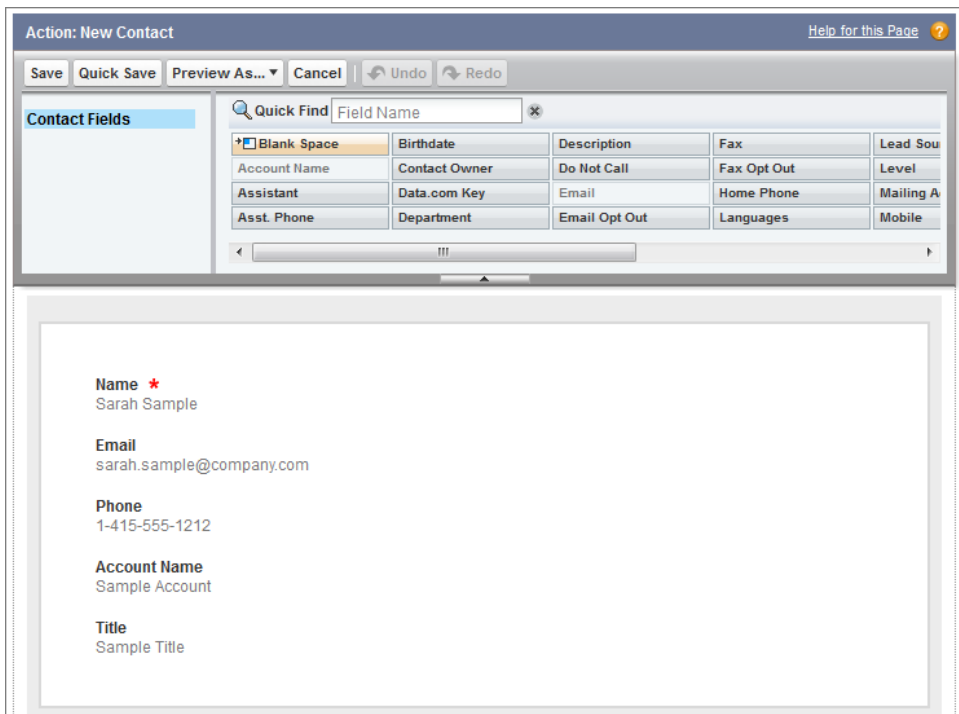 Action: New Contact Help for this Page ?
Save Quick Save Preview As... Cancel Undo Redo
Contact Fields
Quick Find Field Name
Blank Space Birthdate Description Fax Lead Sou
Account Name Contact Owner Do Not Call Fax Opt Out Level
Assistant Data.com Key Email Home Phone Mailing A
Asst. Phone Department Email Opt Out Languages Mobile
Name *
Sarah Sample
Email
sarah.sample@company.com
Phone
1-415-555-1212
Account Name
Sample Account
Title
Sample Title